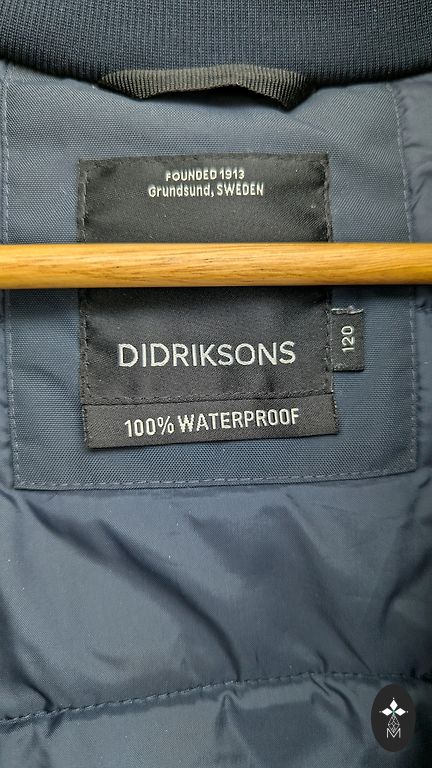 FOUNDED 1913
Grundsund, SWEDEN
DIDRIKSONS
120
100% WATERPROOF